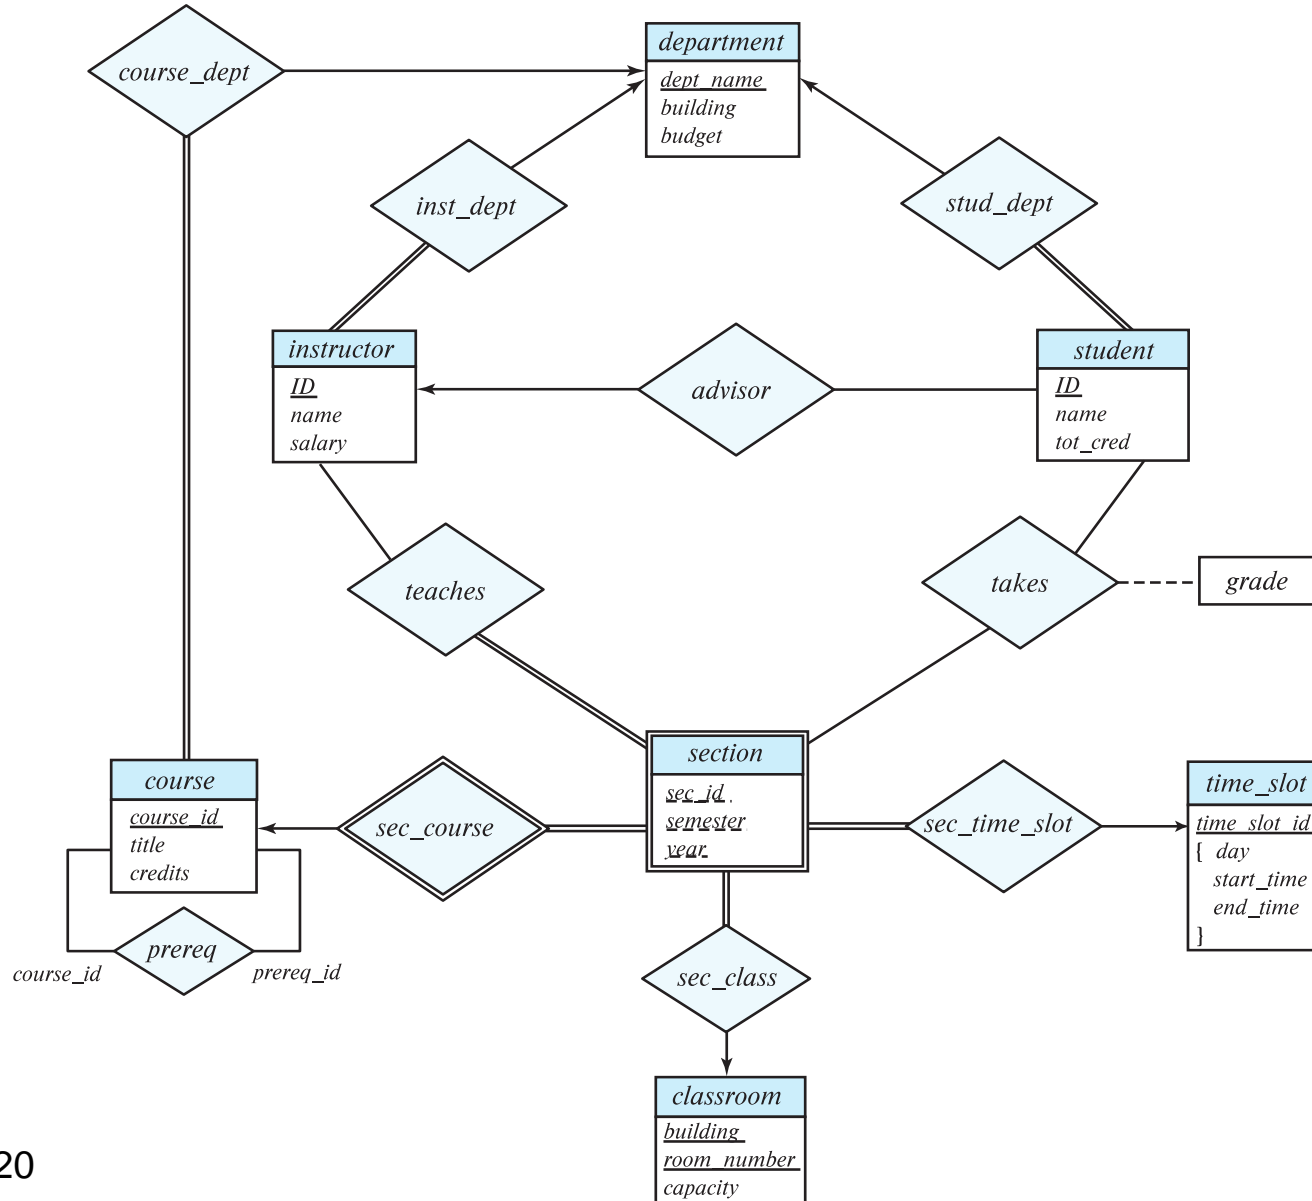 course_dept
department
dept_name
building
budget
inst_dept
stud_dept
instructor
ID
name
salary
advisor
student
ID
name
tot_cred
teaches
takes
grade
course
course_id
title
credits
sec_course
section
sec_id
semester
year
sec_time_slot
time_slot
time_slot_id
{ day
start_time
end_time
}
prereq
course_id
prereq_id
sec_class
classroom
building
room_number
capacity
20